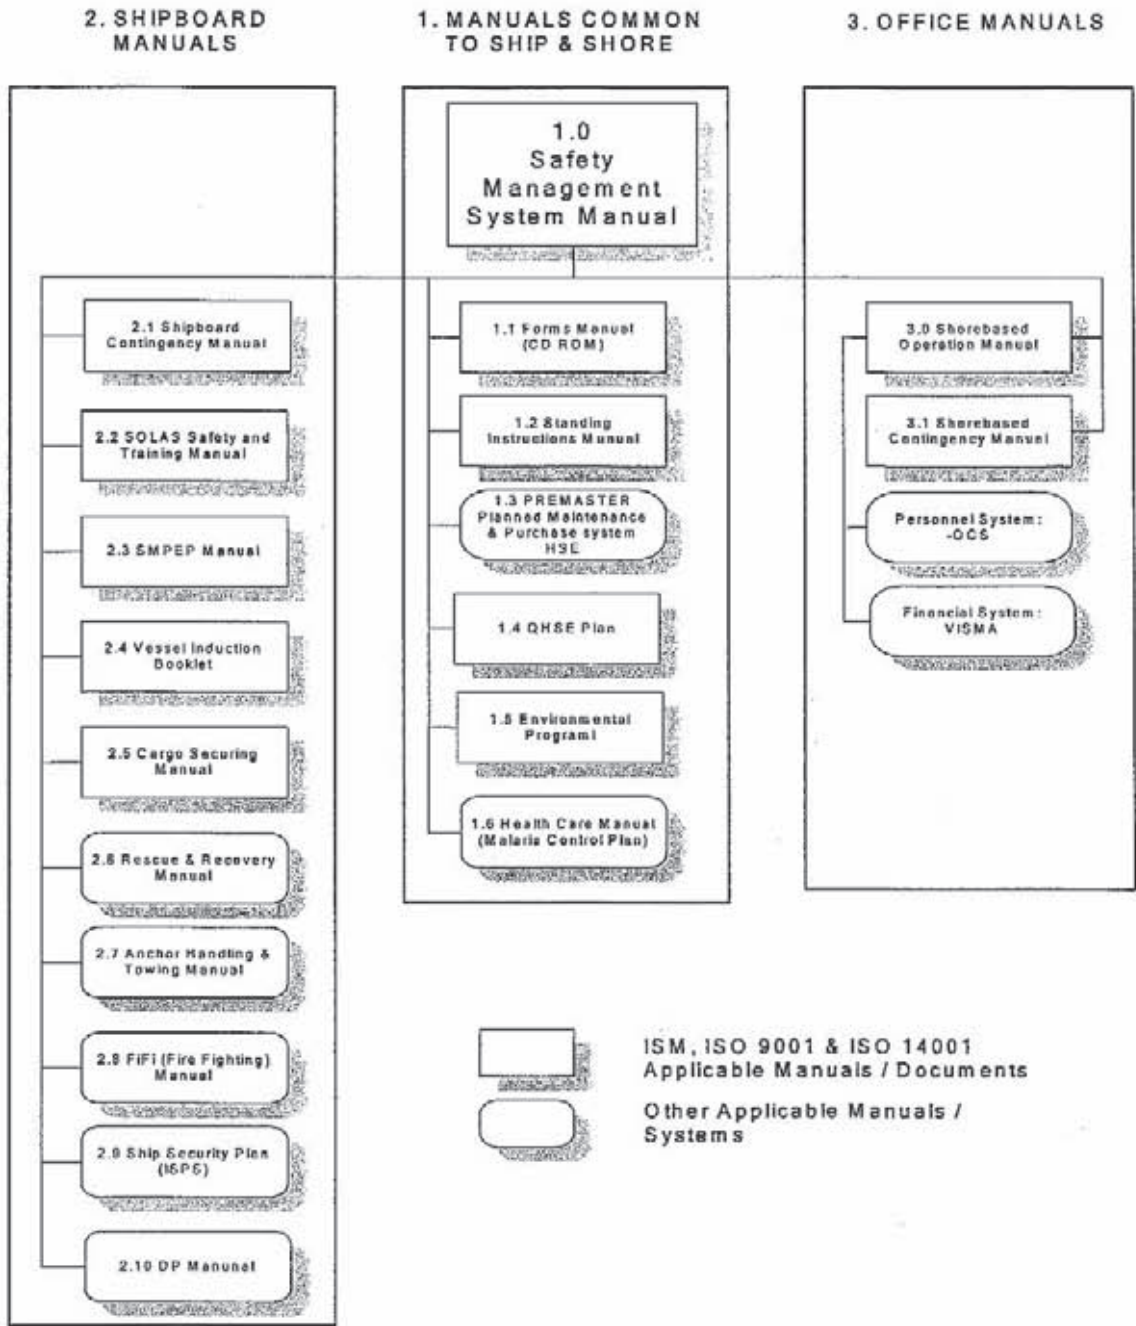 2. SHIPBOARD
MANUALS
1. MANUALS COMMON
TO SHIP & SHORE
3. OFFICE MANUALS
1.0
Safety
Management
System Manual
2.1 Shipboard
Contingency Manual
2.2 SOLAS Safety and
Training Manual
2.3 SMPEP Manual
2.4 Vessel Induction
Booklet
2.5 Cargo Securing
Manual
2.6 Rescue & Recovery
Manual
2.7 Anchor Handling &
Towing Manual
2.8 FiFi (Fire Fighting)
Manual
2.9 Ship Security Plan
(ISPS)
2.10 DP Manunal
1.1 Forms Manual
(CD ROM)
1.2 Standing
Instructions Manual
1.3 PREMASTER
Planned Maintenance
& Purchase system
HSE
1.4 QHSE Plan
1.5 Environmental
Programl
1.6 Health Care Manual
(Malaria Control Plan)
3.0 Shorebased
Operation Manual
3.1 Shorebased
Contingency Manual
Personnel System:
-OCS
Financial System:
VISMA
ISM, ISO 9001 & ISO 14001
Applicable Manuals / Documents
Other Applicable Manuals /
Systems